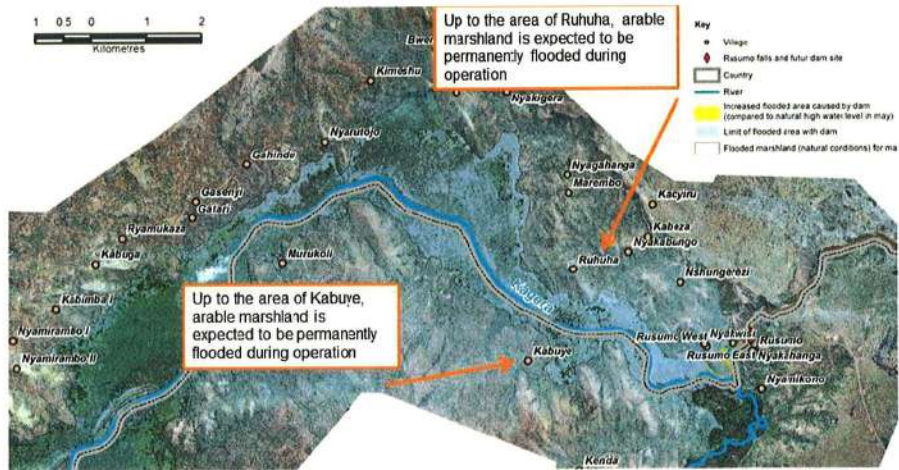 1 0 5 0 1 2
Kilometres
Up to the area of Ruhuha, arable
marshland is expected to be
permanently flooded during
operation
Key
Village
Rusumo falls and futur dam site
Country
River
Increased flooded area caused by dam
(compared to natural high water level in may)
Limit of flooded area with dam
Flooded marshland (natural conditions) for ma
Kimeshu
Nyakigera
Nyarutojo
Gahinde
Nyagahanga
Marembo
Gasenyi
Gatari
Kacyiru
Ryamukaza
Kabeza
Nyakabungo
Kabuga
Nurukoli
Ruhuha
Nshungerezi
Kagera
Up to the area of Kabuye,
arable marshland is
expected to be permanently
flooded during operation
Kabimba I
Nyamirambo I
Rusumo West
Rusumo
Kabuye
Rusumo East
Nyakahanga
Nyamirambo II
Nyamikono
Kenda